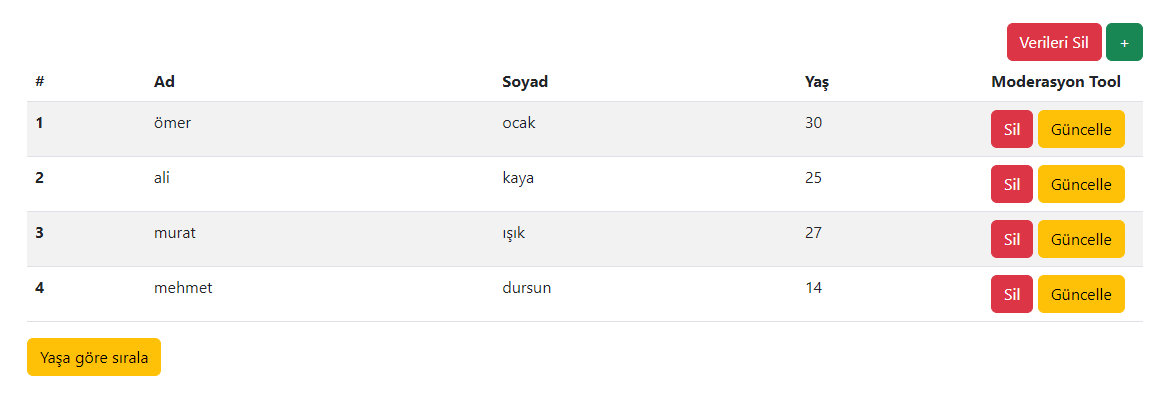 Verileri Sil +
# Ad Soyad Yaş Moderasyon Tool
1 ömer ocak 30 Sil Güncelle
2 ali kaya 25 Sil Güncelle
3 murat ışık 27 Sil Güncelle
4 mehmet dursun 14 Sil Güncelle
Yaşa göre sırala